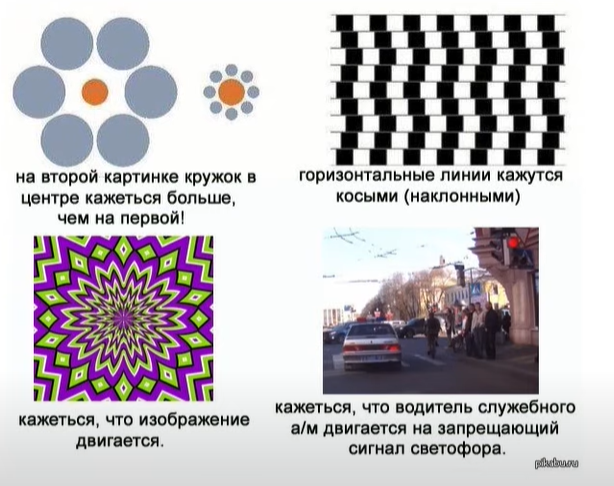 на второй картинке кружок в
центре кажеться больше,
чем на первой!
горизонтальные линии кажутся
косыми (наклонными)
кажеться, что изображение
двигается.
кажеться, что водитель служебного
а/м двигается на запрещающий
сигнал светофора.
pikabu.ru